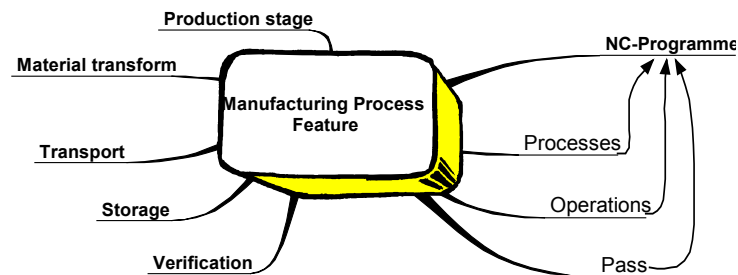 Production stage
NC-Programme
Material transform
Manufacturing Process
Feature
Processes
Transport
Operations
Storage
Verification
Pass